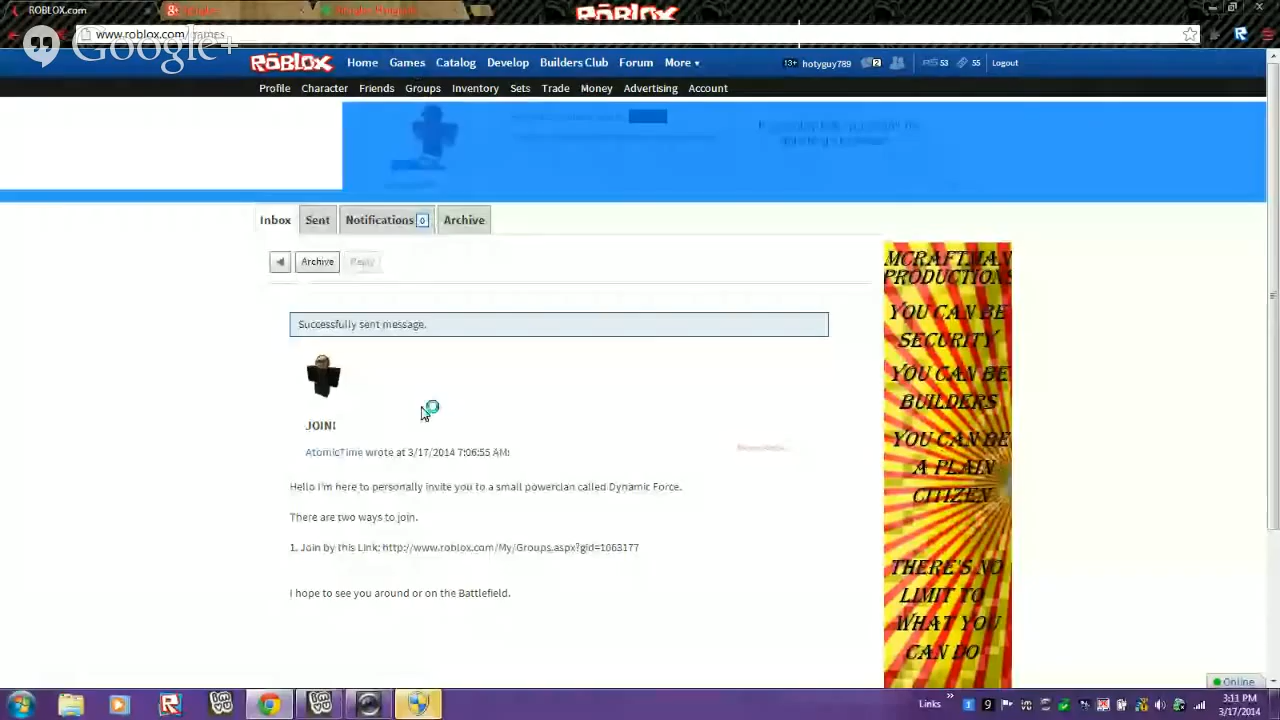 ROBLOX.com
ROBLOX
www.roblox.com/games
Google+
ROBLOX
Home Games Catalog Develop Builders Club Forum More
13+ hotyguy789 2 53 55 Logout
Profile Character Friends Groups Inventory Sets Trade Money Advertising Account
Inbox Sent Notifications 0 Archive
Archive Reply
Successfully sent message.
JOIN!
AtomicTime wrote at 3/17/2014 7:06:55 AM:
Hello I'm here to personally invite you to a small powerclan called Dynamic Force.
There are two ways to join.
1. Join by this Link: http://www.roblox.com/My/Groups.aspx?gid=1063177
I hope to see you around or on the Battlefield.
MCRAFTMAN
PRODUCTIONS
YOU CAN BE
SECURITY
YOU CAN BE
BUILDERS
YOU CAN BE
A PLAIN
CITIZEN
THERE'S NO
LIMIT TO
WHAT YOU
CAN DO
Online
Links
3:11 PM
3/17/2014